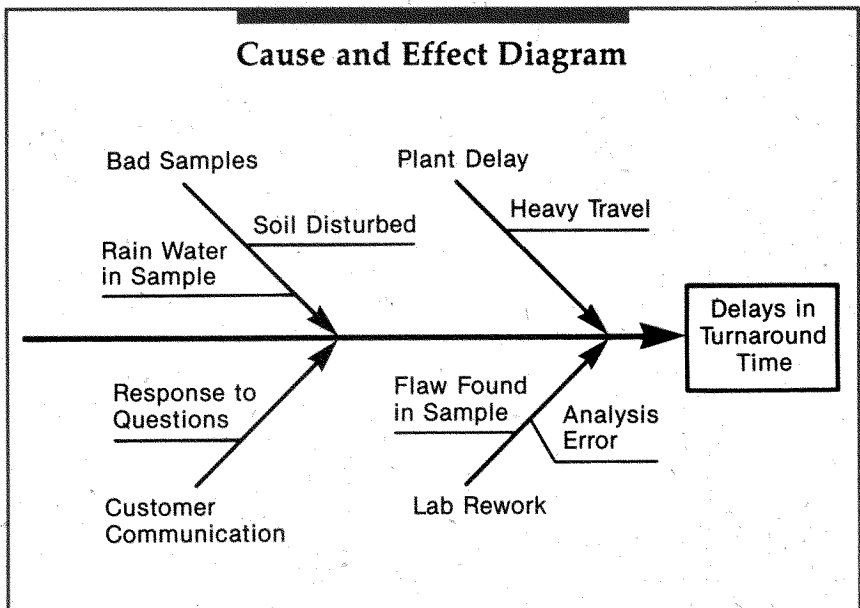 Cause and Effect Diagram
Bad Samples
Plant Delay
Soil Disturbed
Heavy Travel
Rain Water
in Sample
Delays in
Turnaround
Time
Response to
Questions
Flaw Found
in Sample
Analysis
Error
Customer
Communication
Lab Rework